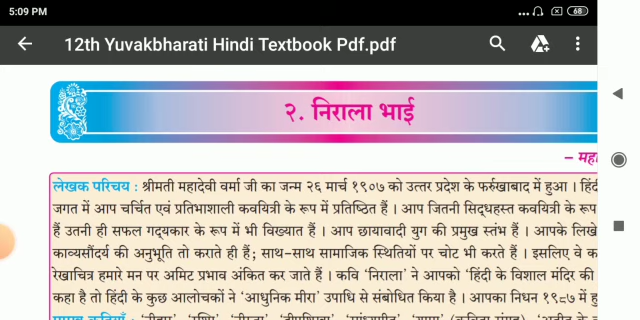 5:09 PM
68
12th Yuvakbharati Hindi Textbook Pdf.pdf
२. निराला भाई
लेखक परिचय : श्रीमती महादेवी वर्मा जी का जन्म २६ मार्च १९०७ को उत्तर प्रदेश के फर्रुखाबाद में हुआ । हिंदी
जगत में आप चर्चित एवं प्रतिभाशाली कवयित्री के रूप में प्रतिष्ठित हैं । आप जितनी सिद्धहस्त कवयित्री के रूप
हैं उतनी ही सफल गद्यकार के रूप में भी विख्यात हैं । आप छायावादी युग की प्रमुख स्तंभ हैं । आपके लिखे
काव्यसौंदर्य की अनुभूति तो कराते ही हैं; साथ-साथ सामाजिक स्थितियों पर चोट भी करते हैं । इसलिए वे
रेखाचित्र हमारे मन पर अमिट प्रभाव अंकित कर जाते हैं । कवि ‘निराला’ ने आपको ‘हिंदी के विशाल मंदिर की
कहा है तो हिंदी के कुछ आलोचकों ने ‘आधुनिक मीरा’ उपाधि से संबोधित किया है । आपका निधन १९८७ में